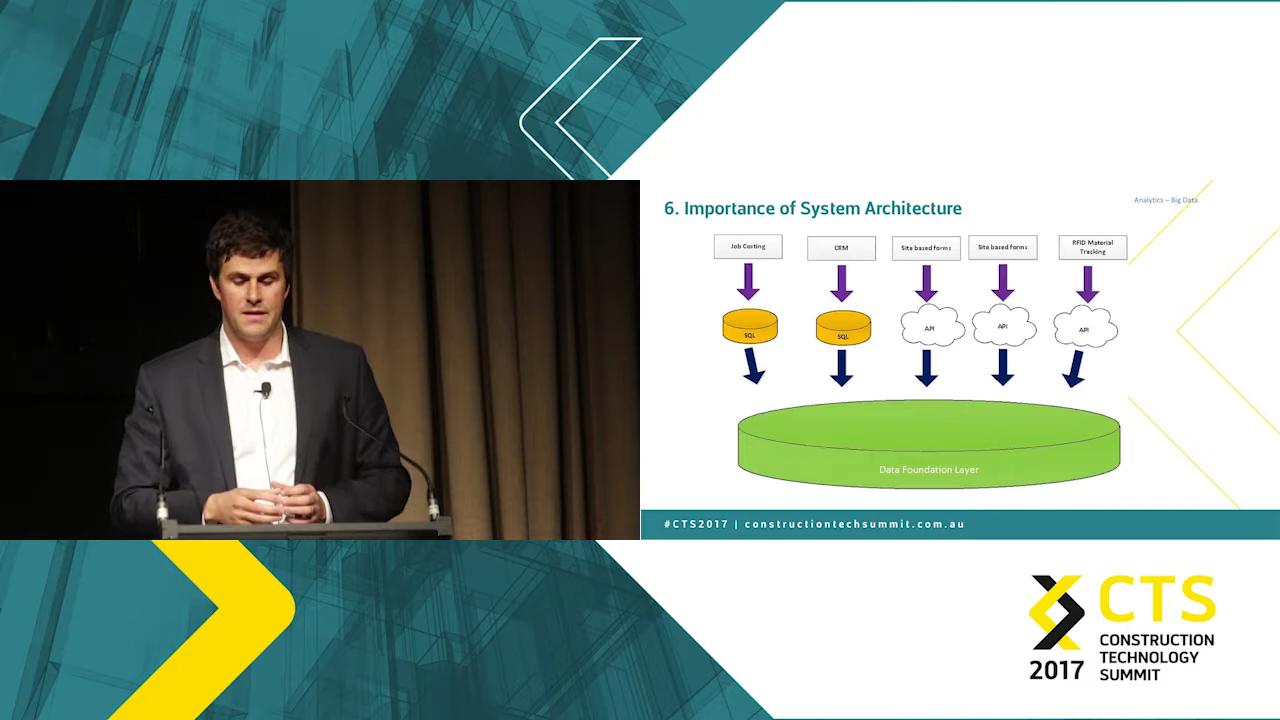 6. Importance of System Architecture
Analytics – Big Data
Job Costing
CRM
Site based forms
Site based forms
RFID Material
Tracking
SQL
SQL
API
API
API
Data Foundation Layer
#CTS2017 | constructiontechsummit.com.au
CTS
CONSTRUCTION
TECHNOLOGY
SUMMIT
2017